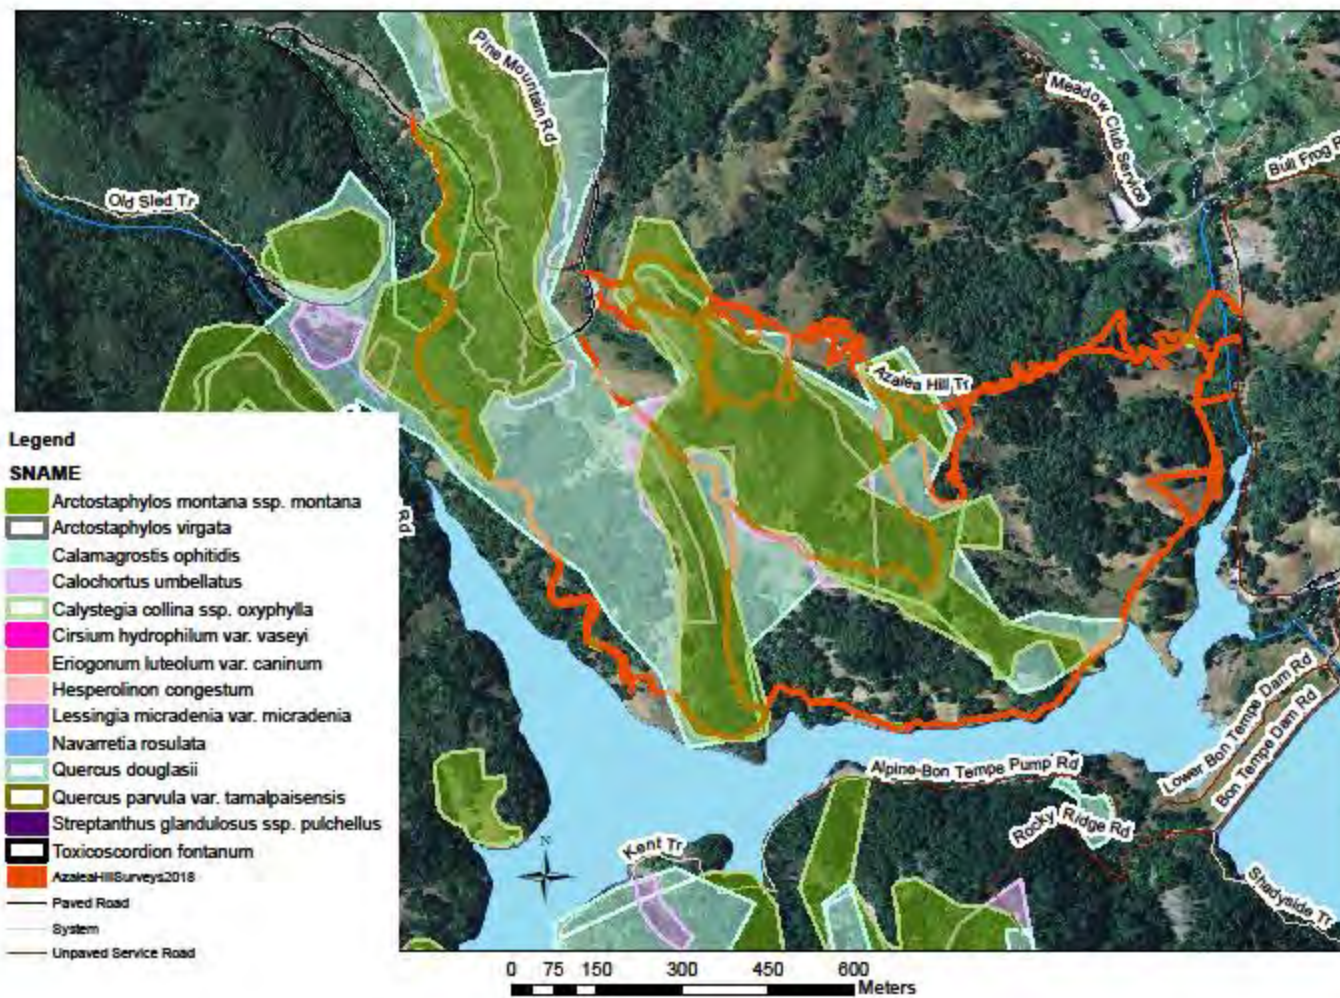 Pine Mountain Rd
Meadow Club Service
Bull Frog R
Old Sled Tr
Azalea Hill Tr
Legend
SNAME
Arctostaphylos montana ssp. montana
Arctostaphylos virgata
Calamagrostis ophitidis
Calochortus umbellatus
Calystegia collina ssp. oxyphylla
Cirsium hydrophilum var. vaseyi
Eriogonum luteolum var. caninum
Hesperolinon congestum
Lessingia micradenia var. micradenia
Navarretia rosulata
Quercus douglasii
Quercus parvula var. tamalpaisensis
Streptanthus glandulosus ssp. pulchellus
Toxicoscordion fontanum
AzaleaHillSurveys2018
Paved Road
System
Unpaved Service Road
Rd
Lower Bon Tempe Dam Rd
Bon Tempe Dam Rd
Alpine-Bon Tempe Pump Rd
Rocky Ridge Rd
Kent Tr
N
Shadyside Tr
0 75 150 300 450 600
Meters